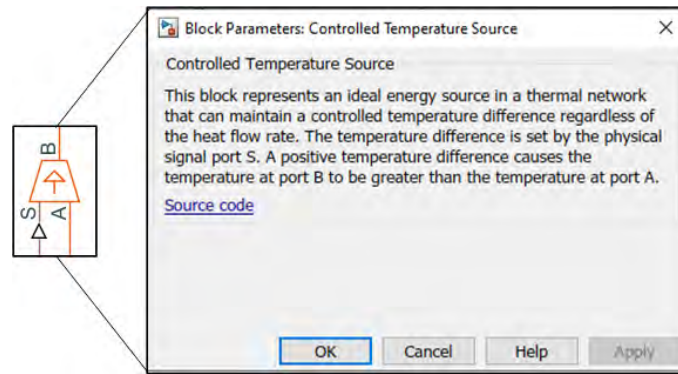 Block Parameters: Controlled Temperature Source
Controlled Temperature Source
This block represents an ideal energy source in a thermal network
that can maintain a controlled temperature difference regardless of
the heat flow rate. The temperature difference is set by the physical
signal port S. A positive temperature difference causes the
temperature at port B to be greater than the temperature at port A.
Source code
B
S
A
OK Cancel Help Apply